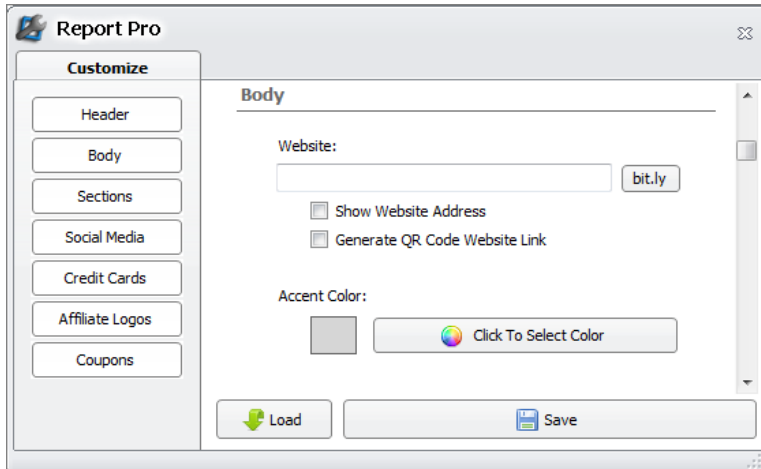 Report Pro
Customize
Header
Body
Sections
Social Media
Credit Cards
Affiliate Logos
Coupons
Body
Website:
bit.ly
Show Website Address
Generate QR Code Website Link
Accent Color:
Click To Select Color
Load
Save